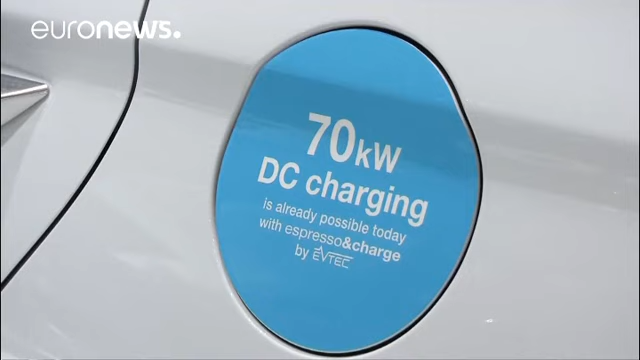 euronews.
70kW
DC charging
is already possible today
with espresso&charge
by EVTEC